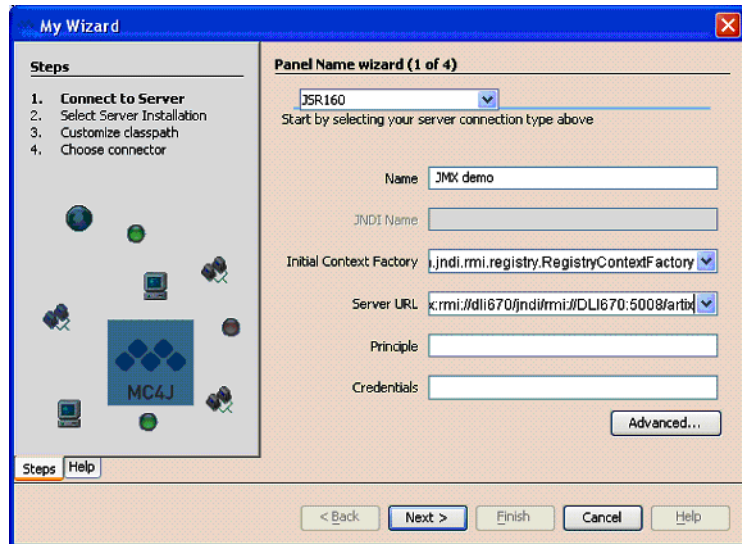 My Wizard
Steps
1. Connect to Server
2. Select Server Installation
3. Customize classpath
4. Choose connector
MC4J
Steps Help
Panel Name wizard (1 of 4)
JSR160
Start by selecting your server connection type above
Name JMX demo
JNDI Name
Initial Context Factory ı.jndi.rmi.registry.RegistryContextFactory
Server URL x:rmi://dli670/jndi/rmi://DLI670:5008/artix
Principle
Credentials
Advanced...
< Back Next > Finish Cancel Help